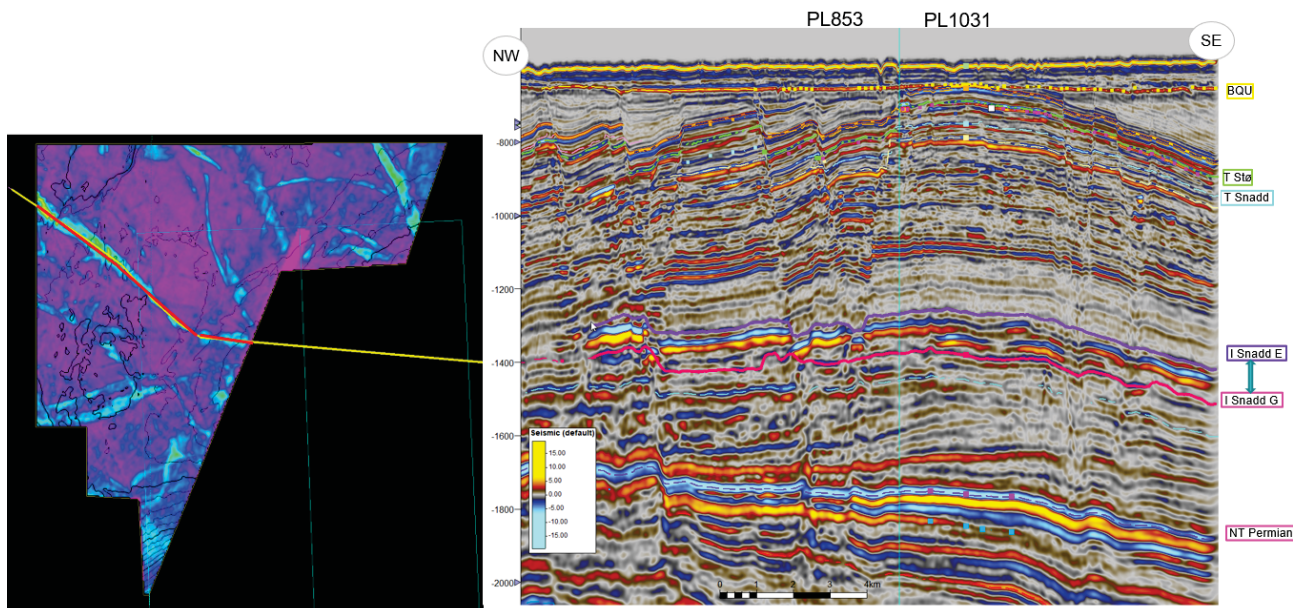 PL853 PL1031
NW
SE
BQU
-800
T Stø
T Snadd
-1000
-1200
I Snadd E
-1400
I Snadd G
Seismic (default)
15.00
10.00
5.00
0.00
-5.00
-10.00
-15.00
-1600
-1800
NT Permian
-2000
0 1 2 3 4km